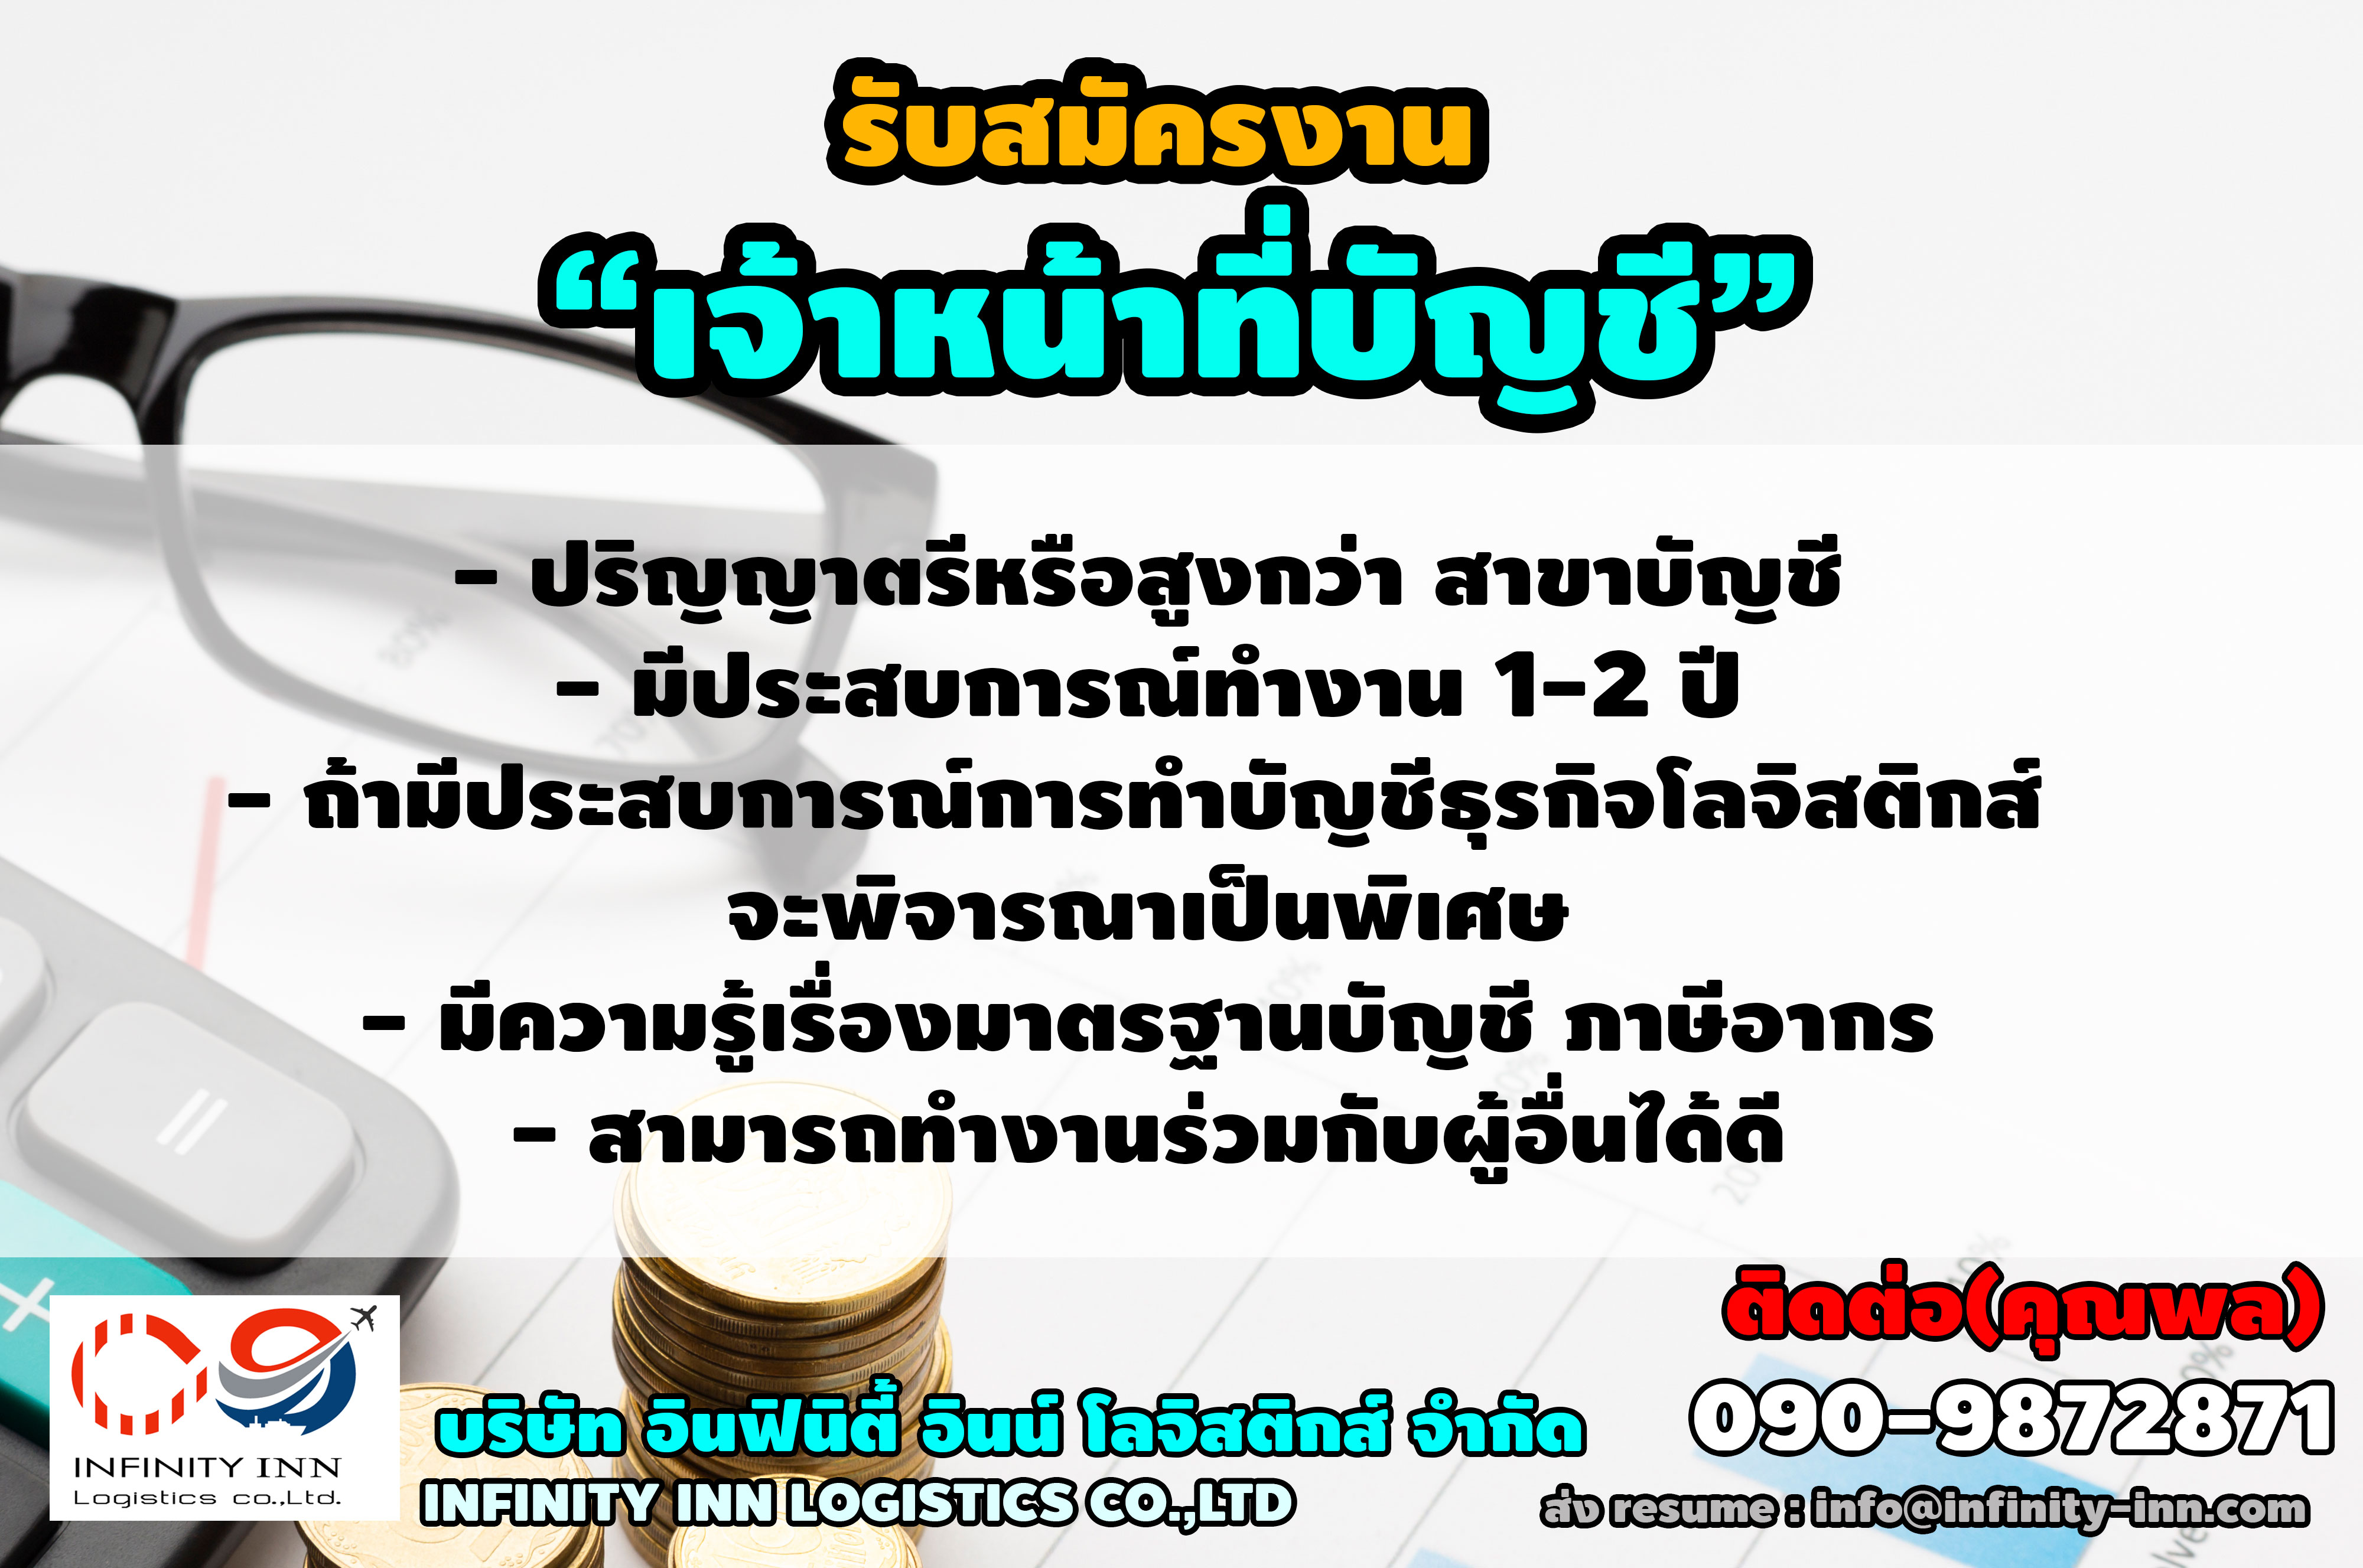 รับสมัครงาน
“เจ้าหน้าที่บัญชี”
- ปริญญาตรีหรือสูงกว่า สาขาบัญชี
- มีประสบการณ์ทำงาน 1-2 ปี
- ถ้ามีประสบการณ์การทำบัญชีธุรกิจโลจิสติกส์
จะพิจารณาเป็นพิเศษ
- มีความรู้เรื่องมาตรฐานบัญชี ภาษีอากร
- สามารถทำงานร่วมกับผู้อื่นได้ดี
ติดต่อ(คุณพล)
090-9872871
ส่ง resume : info@infinity-inn.com
บริษัท อินฟินิตี้ อินน์ โลจิสติกส์ จำกัด
INFINITY INN LOGISTICS CO.,LTD
INFINITY INN
Logistics co.,Ltd.
80%
70%
40%
20%
10%